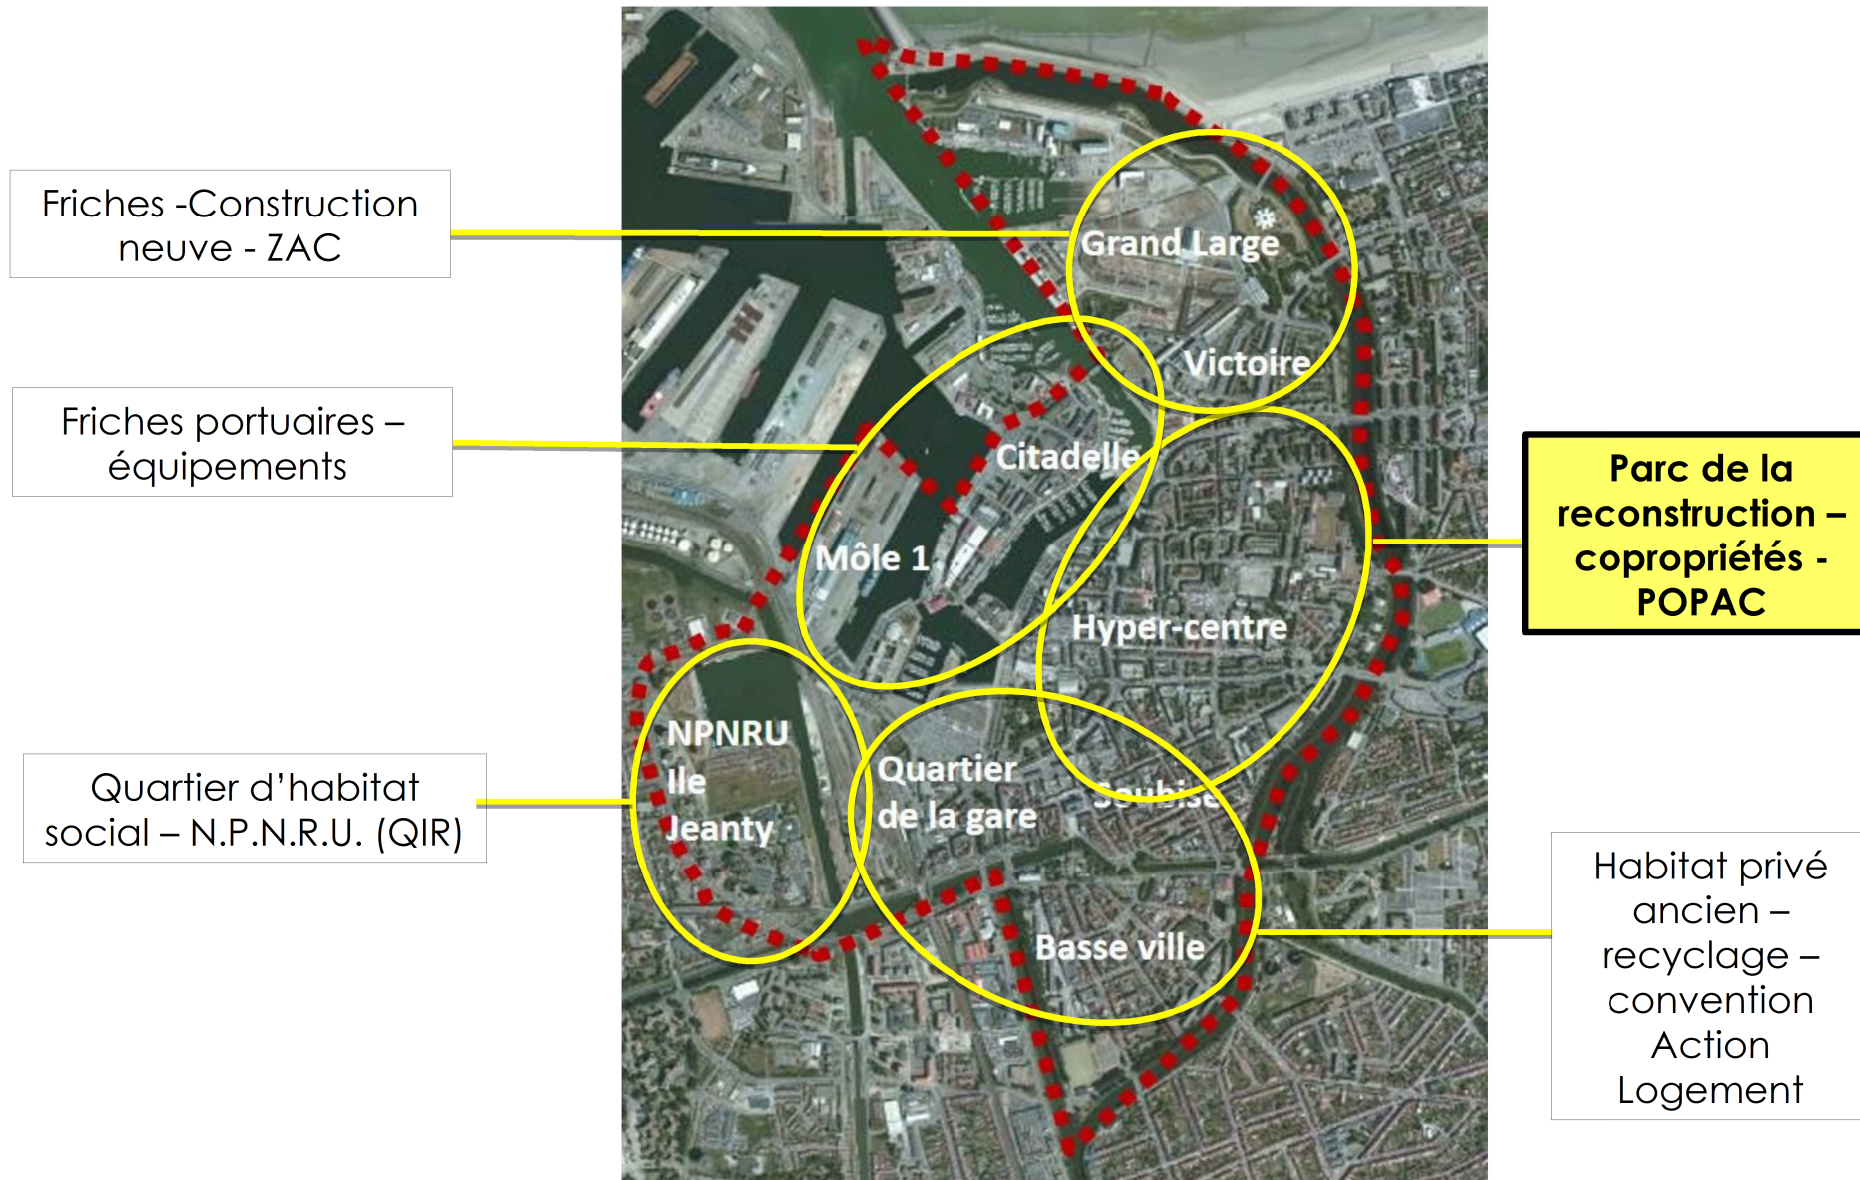 Friches -Construction
neuve - ZAC
Friches portuaires –
équipements
Quartier d’habitat
social – N.P.N.R.U. (QIR)
Grand Large
Victoire
Citadelle
Môle 1
Hyper-centre
NPNRU
Ile
Jeanty
Quartier
de la gare
Soubise
Basse ville
Parc de la
reconstruction –
copropriétés -
POPAC
Habitat privé
ancien –
recyclage –
convention
Action
Logement